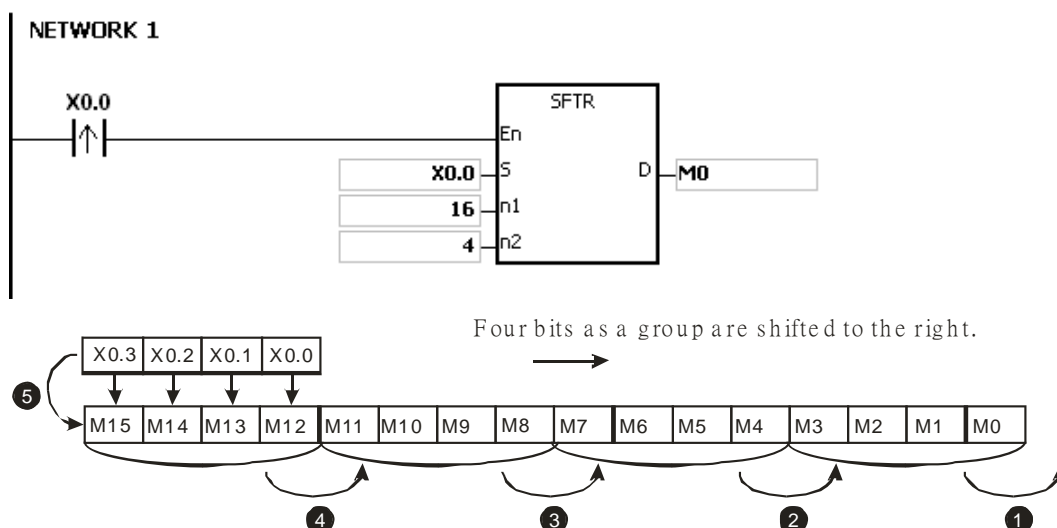 NETWORK 1
X0.0
SFTR
En
X0.0 S D M0
16 n1
4 n2
Four bits as a group are shifted to the right.
X0.3 X0.2 X0.1 X0.0
5
M15 M14 M13 M12 M11 M10 M9 M8 M7 M6 M5 M4 M3 M2 M1 M0
4 3 2 1